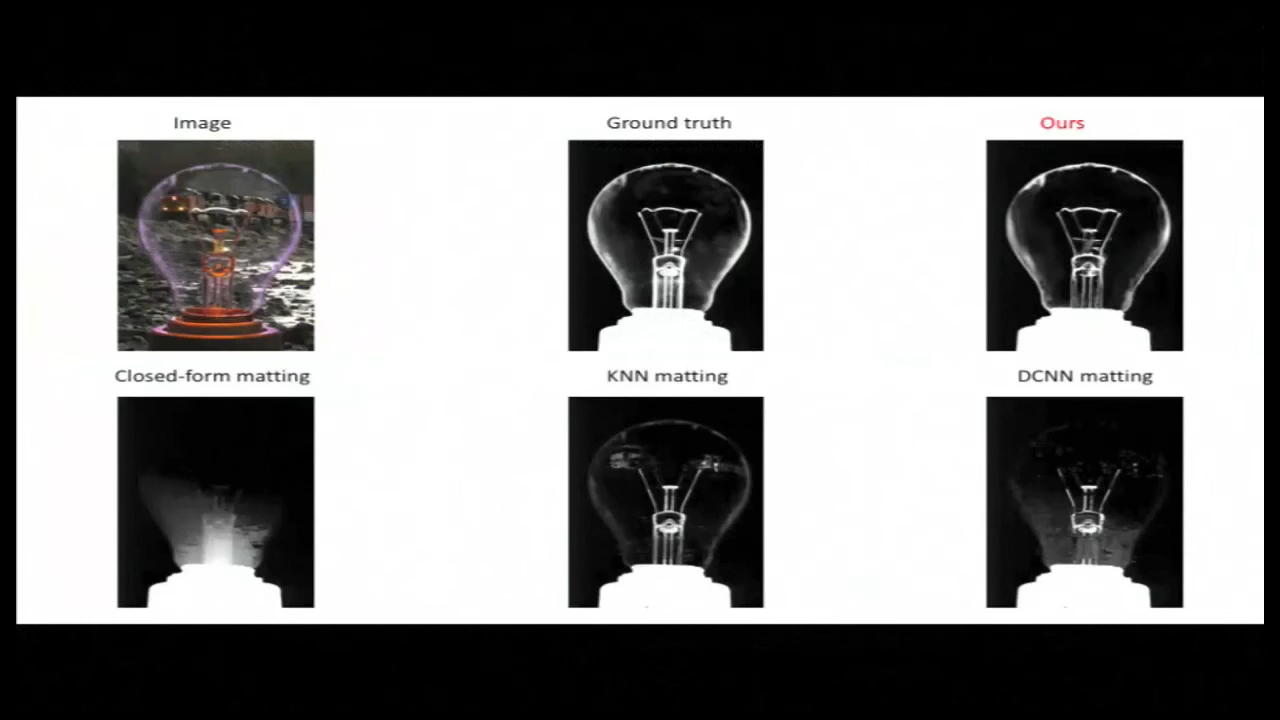 Image
Ground truth
Ours
Closed-form matting
KNN matting
DCNN matting